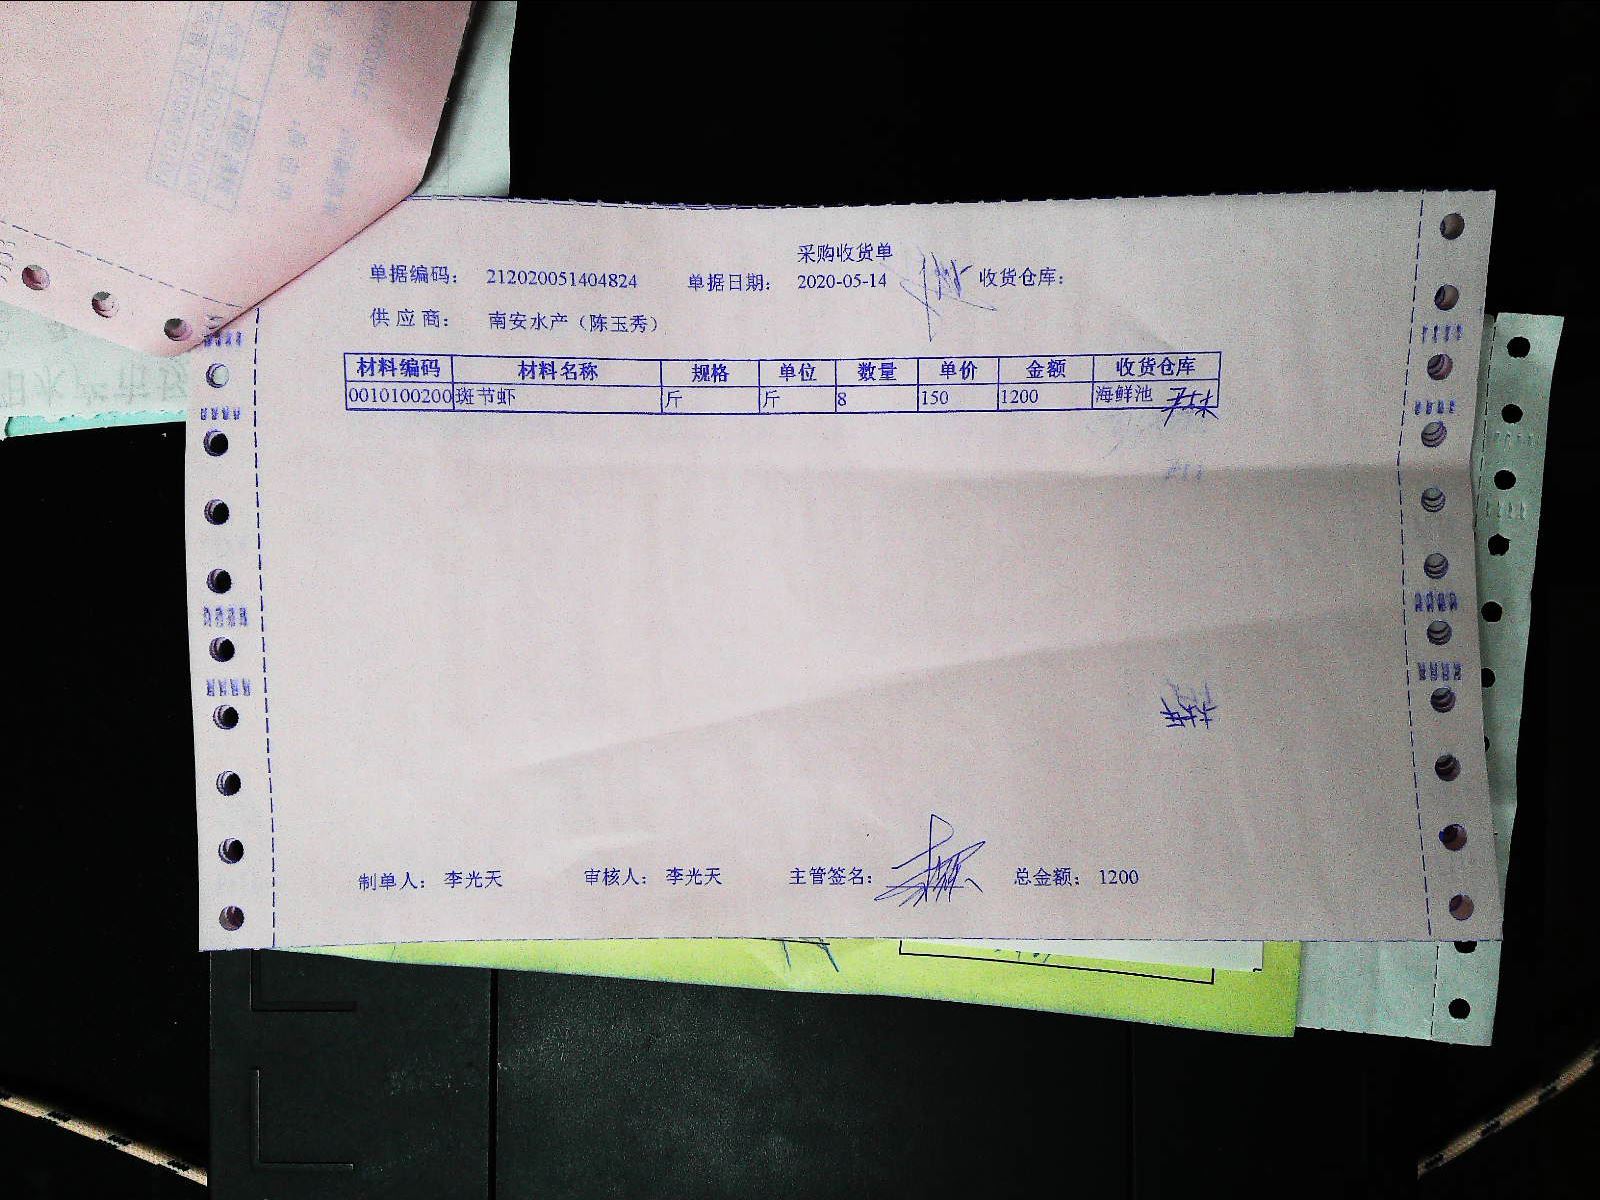 采购收货单
单据编码： 212020051404824 单据日期： 2020-05-14 收货仓库：
供应商： 南安水产（陈玉秀）
材料编码 材料名称 规格 单位 数量 单价 金额 收货仓库
0010100200 斑节虾 斤 斤 8 150 1200 海鲜池
制单人： 李光天 审核人： 李光天 主管签名： 总金额： 1200